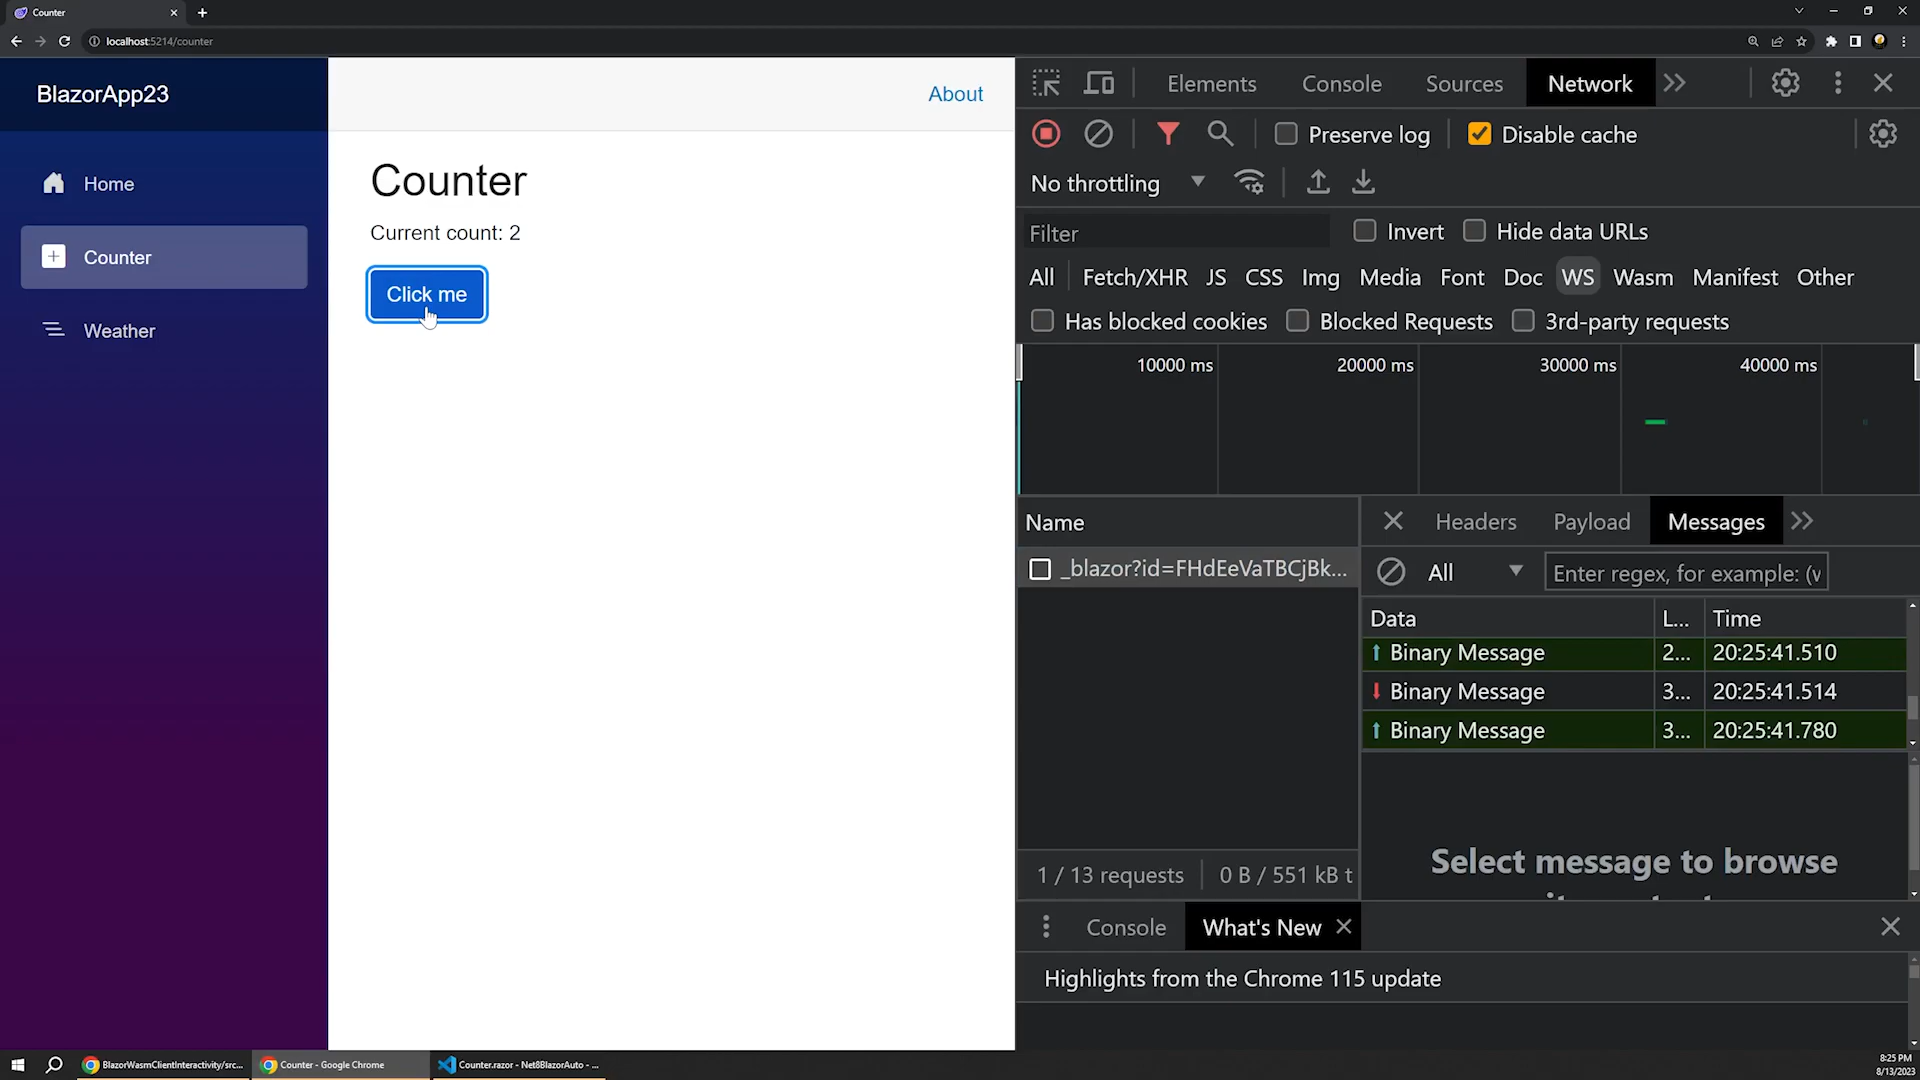 Counter
localhost:5214/counter
BlazorApp23
About
Home
Counter
Weather
Counter
Current count: 2
Click me
Elements Console Sources Network
Preserve log Disable cache
No throttling
Filter Invert Hide data URLs
All Fetch/XHR JS CSS Img Media Font Doc WS Wasm Manifest Other
Has blocked cookies Blocked Requests 3rd-party requests
10000 ms 20000 ms 30000 ms 40000 ms
Name
_blazor?id=FHdEeVaTBCjBk...
1 / 13 requests 0 B / 551 kB t
Headers Payload Messages
All Enter regex, for example: (v
Data L... Time
Binary Message 2... 20:25:41.510
Binary Message 3... 20:25:41.514
Binary Message 3... 20:25:41.780
Select message to browse
Console What's New
Highlights from the Chrome 115 update
BlazorWasmClientInteractivity/src... Counter - Google Chrome Counter.razor - Net8BlazorAuto - ...
8:25 PM
8/13/2023